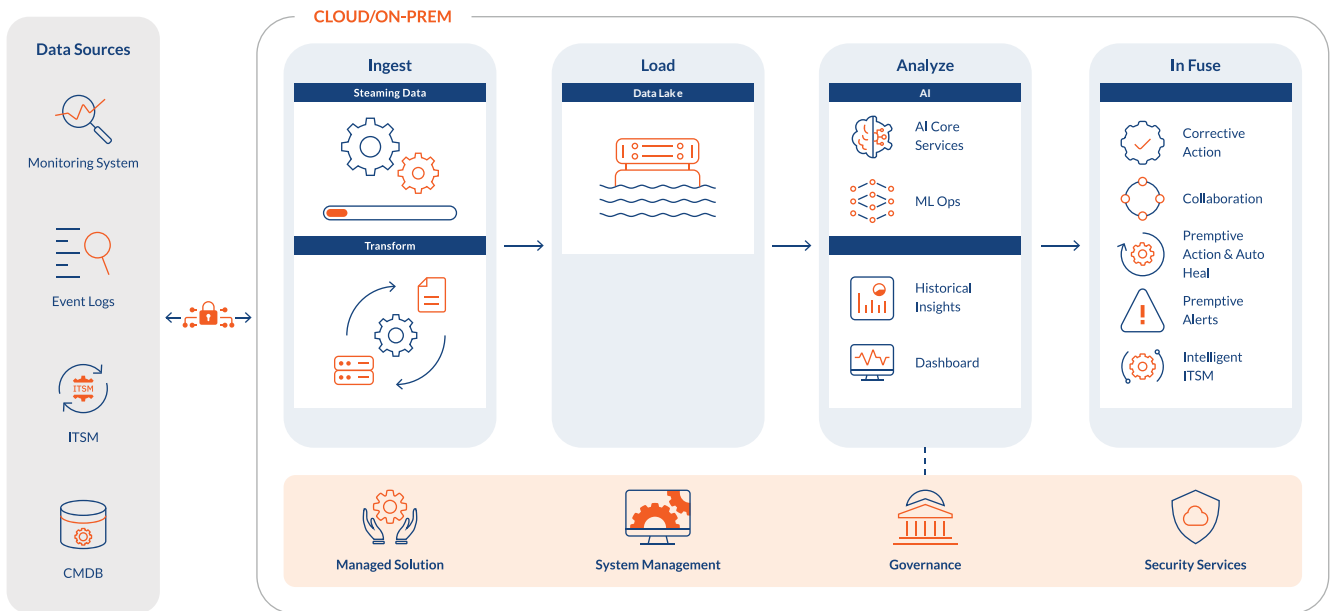 CLOUD/ON-PREM
Data Sources
Monitoring System
Event Logs
ITSM
ITSM
CMDB
Ingest
Steaming Data
Transform
Load
Data Lake
Analyze
AI
AI Core
Services
ML Ops
Historical
Insights
Dashboard
In Fuse
Corrective
Action
Collaboration
Premptive
Action & Auto
Heal
Premptive
Alerts
Intelligent
ITSM
Managed Solution
System Management
Governance
Security Services